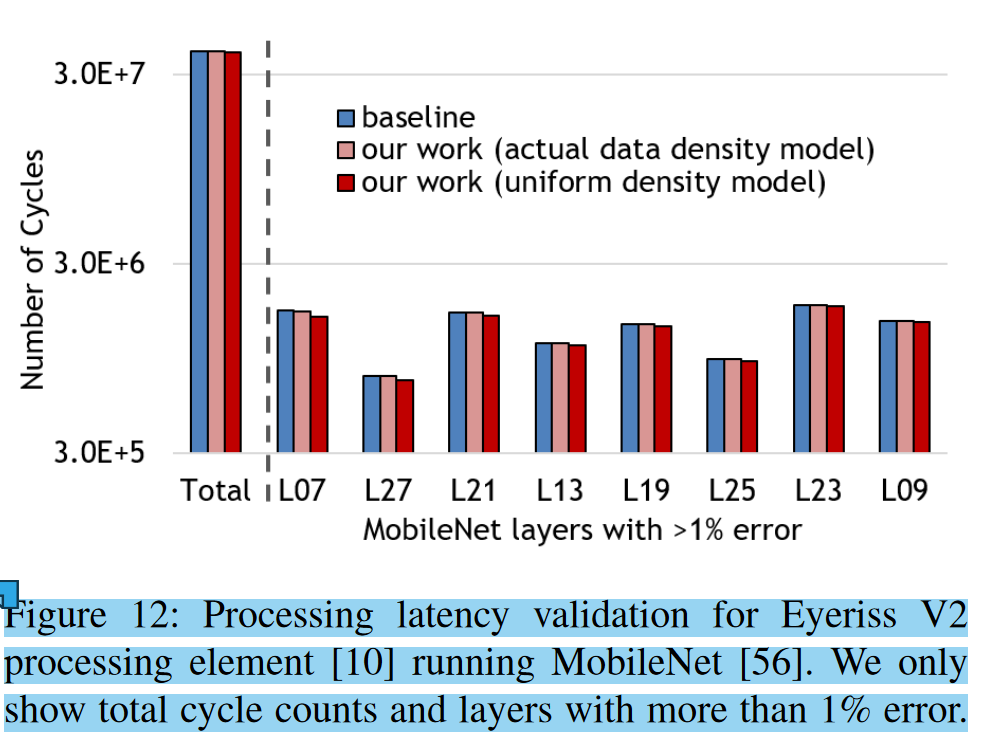 3.0E+7
baseline
our work (actual data density model)
our work (uniform density model)
Number of Cycles
3.0E+6
3.0E+5
Total L07 L27 L21 L13 L19 L25 L23 L09
MobileNet layers with >1% error
Figure 12: Processing latency validation for Eyeriss V2
processing element [10] running MobileNet [56]. We only
show total cycle counts and layers with more than 1% error.